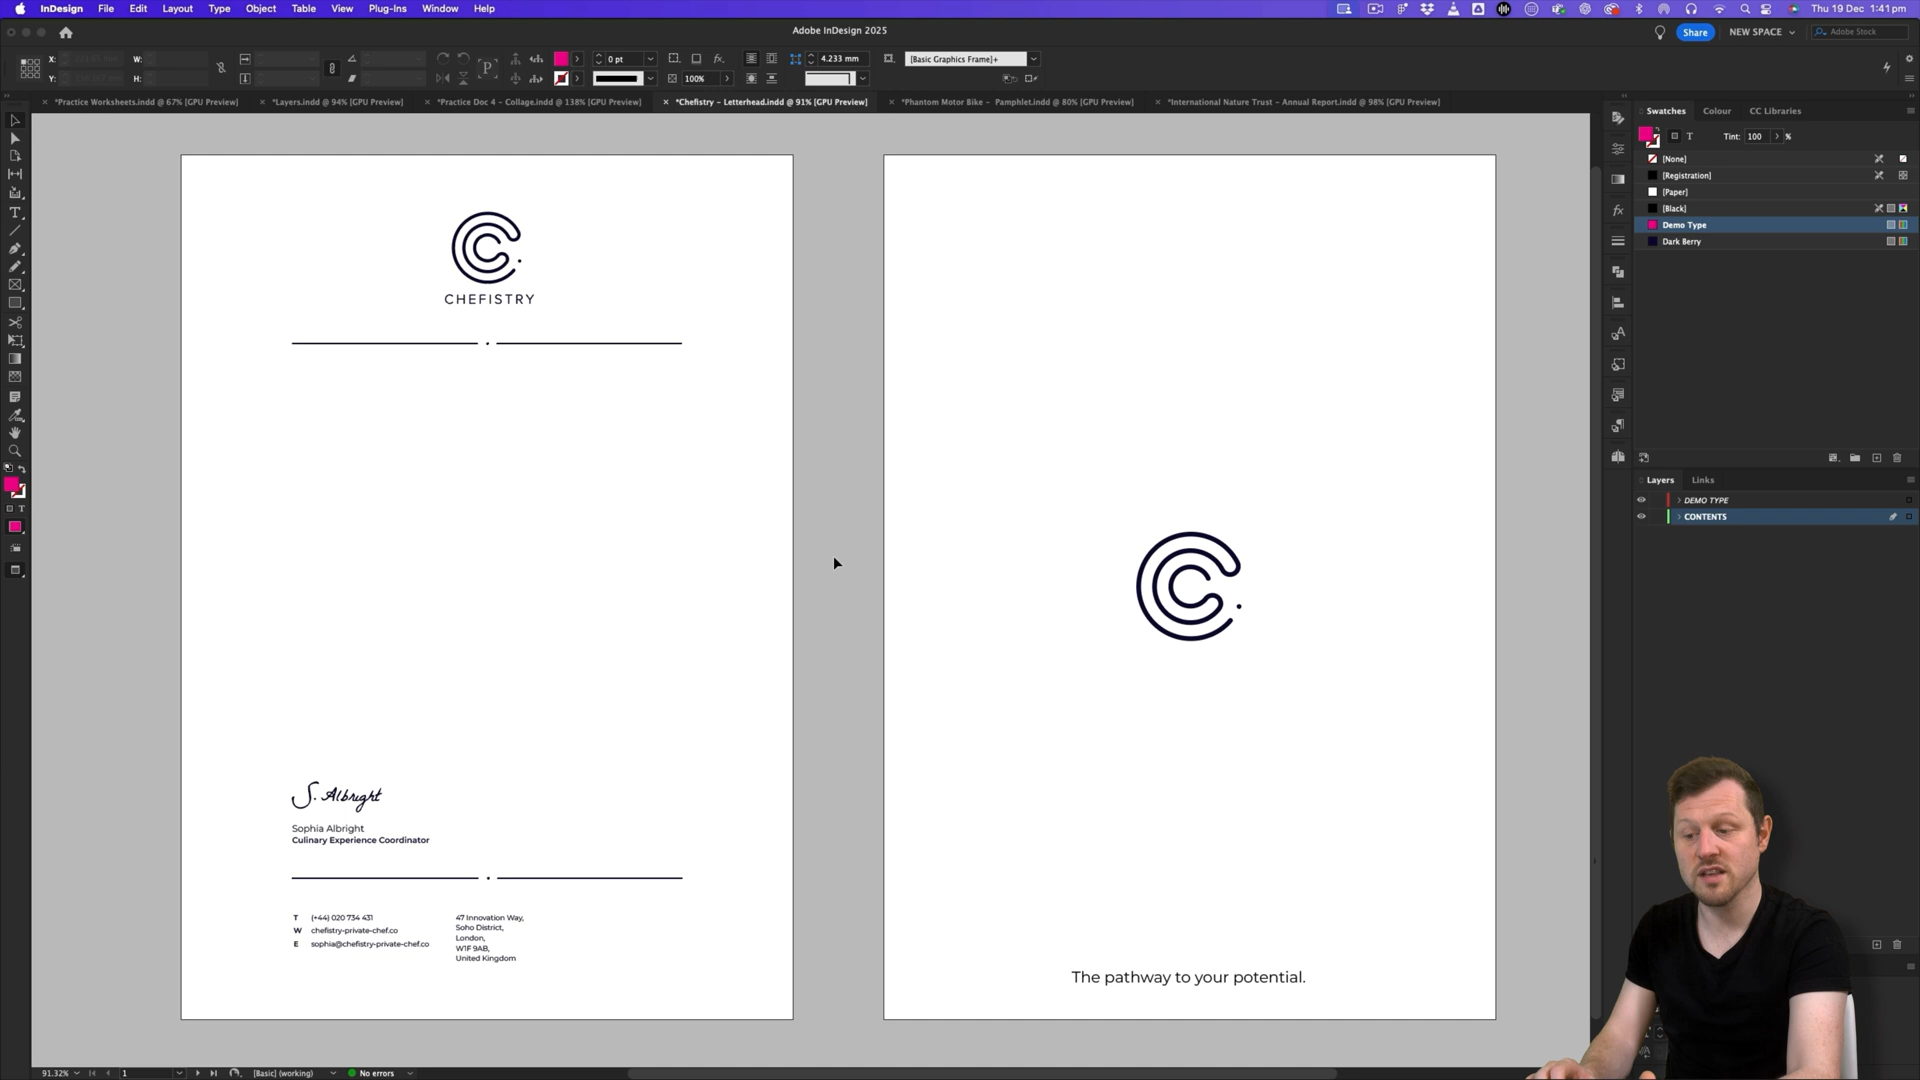 InDesign File Edit Layout Type Object Table View Plug-Ins Window Help
Thu 19 Dec 1:41 pm
Adobe InDesign 2025
Share
NEW SPACE
Adobe Stock
X:
W:
0 pt
4.233 mm
[Basic Graphics Frame]+
Y:
H:
100%
*Practice Worksheets.indd @ 67% [GPU Preview]
*Layers.indd @ 94% [GPU Preview]
*Practice Doc 4 - Collage.indd @ 138% [GPU Preview]
*Chefistry - Letterhead.indd @ 91% [GPU Preview]
*Phantom Motor Bike - Pamphlet.indd @ 80% [GPU Preview]
*International Nature Trust - Annual Report.indd @ 98% [GPU Preview]
Swatches Colour CC Libraries
Tint: 100 %
[None]
[Registration]
[Paper]
[Black]
Demo Type
Dark Berry
Layers Links
DEMO TYPE
CONTENTS
CHEFISTRY
S. Albright
Sophia Albright
Culinary Experience Coordinator
T (+44) 020 734 431
W chefistry-private-chef.co
E sophia@chefistry-private-chef.co
47 Innovation Way,
Soho District,
London,
W1F 9AB,
United Kingdom
The pathway to your potential.
91.32%
1
[Basic] (working)
No errors